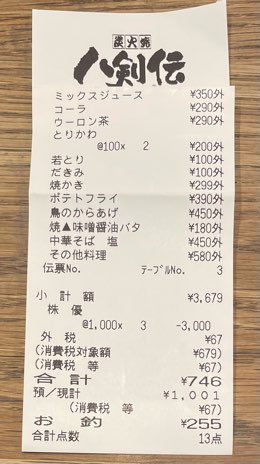 炭火焼
八剣伝
ミックスジュース ¥350外
コーラ ¥290外
ウーロン茶 ¥290外
とりかわ
@100x 2 ¥200外
若とり ¥100外
だきみ ¥100外
焼かき ¥299外
ポテトフライ ¥390外
鳥のからあげ ¥450外
焼▲味噌醤油バタ ¥180外
中華そば 塩 ¥450外
その他料理 ¥580外
伝票No. テーブルNo. 3
小計額 ¥3,679
株優
@1,000x 3 -3,000
外税 ¥67
(消費税対象額 ¥679)
(消費税 等 ¥67)
合計 ¥746
預/現計 ¥1,001
(消費税 等 ¥67)
お釣 ¥255
合計点数 13点